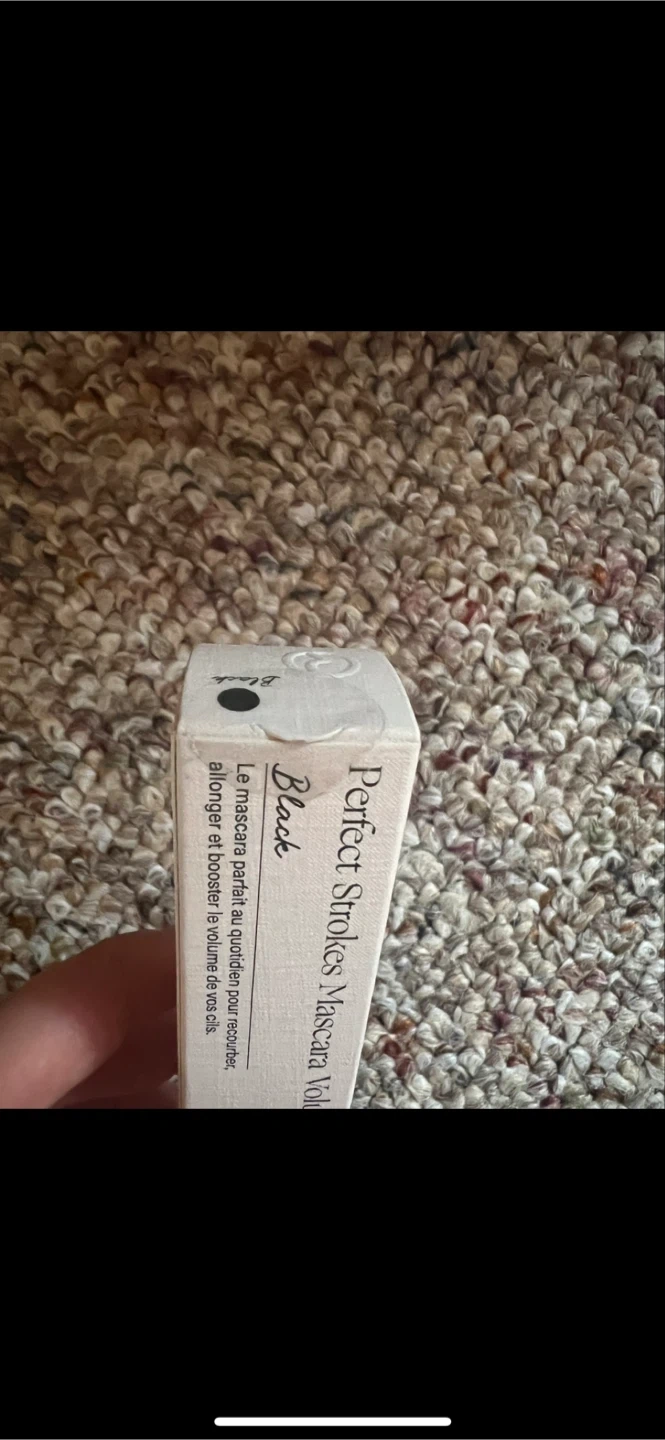 Black
Perfect Strokes Mascara
Black
Le mascara parfait au quotidien pour recourber,
allonger et booster le volume de vos cils.